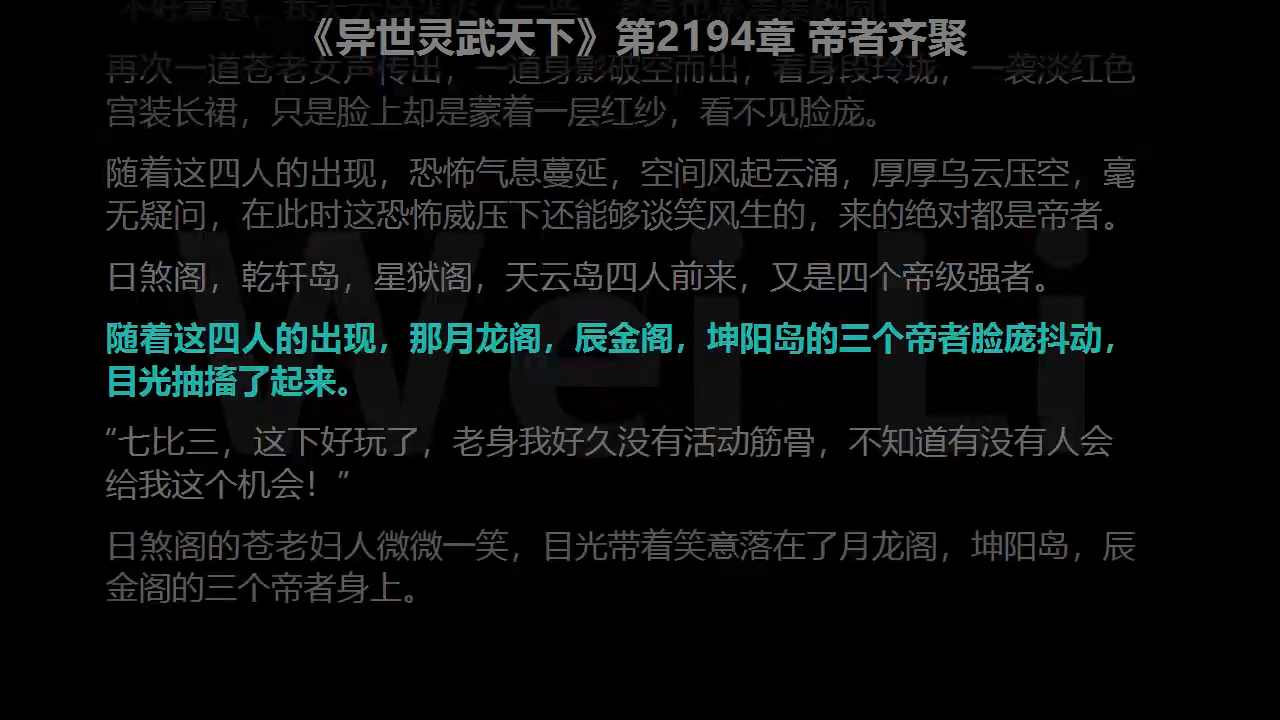 《异世灵武天下》第2194章 帝者齐聚
再次一道苍老女声传出，一道身影破空而出，看身段玲珑，一袭淡红色
宫装长裙，只是脸上却是蒙着一层红纱，看不见脸庞。
随着这四人的出现，恐怖气息蔓延，空间风起云涌，厚厚乌云压空，毫
无疑问，在此时这恐怖威压下还能够谈笑风生的，来的绝对都是帝者。
日煞阁，乾轩岛，星狱阁，天云岛四人前来，又是四个帝级强者。
随着这四人的出现，那月龙阁，辰金阁，坤阳岛的三个帝者脸庞抖动，
目光抽搐了起来。
“七比三，这下好玩了，老身我好久没有活动筋骨，不知道有没有人会
给我这个机会！”
日煞阁的苍老妇人微微一笑，目光带着笑意落在了月龙阁，坤阳岛，辰
金阁的三个帝者身上。
Wei Li